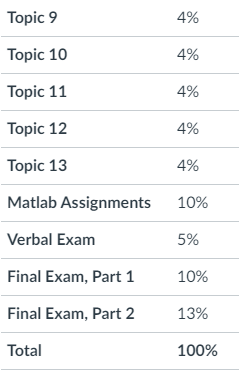 Topic 9 4%
Topic 10 4%
Topic 11 4%
Topic 12 4%
Topic 13 4%
Matlab Assignments 10%
Verbal Exam 5%
Final Exam, Part 1 10%
Final Exam, Part 2 13%
Total 100%